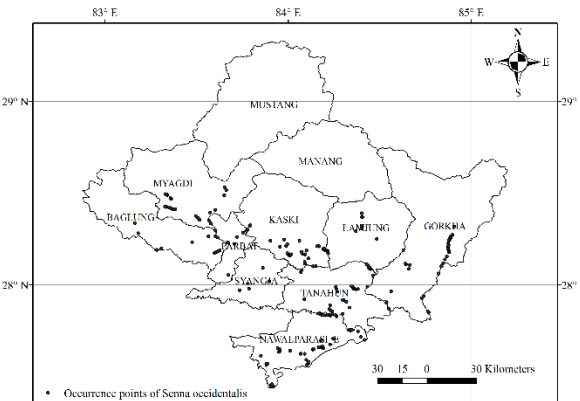 83° E 84° E 85° E
N
W E
S
29° N 29° N
MUSTANG
MANANG
MYAGDI
BAGLUNG
KASKI
LAMJUNG
GORKHA
PARBAT
SYANGJA
TANAHUN
28° N 28° N
NAWALPARASI_E
30 15 0 30 Kilometers
Occurrence points of Senna occidentalis